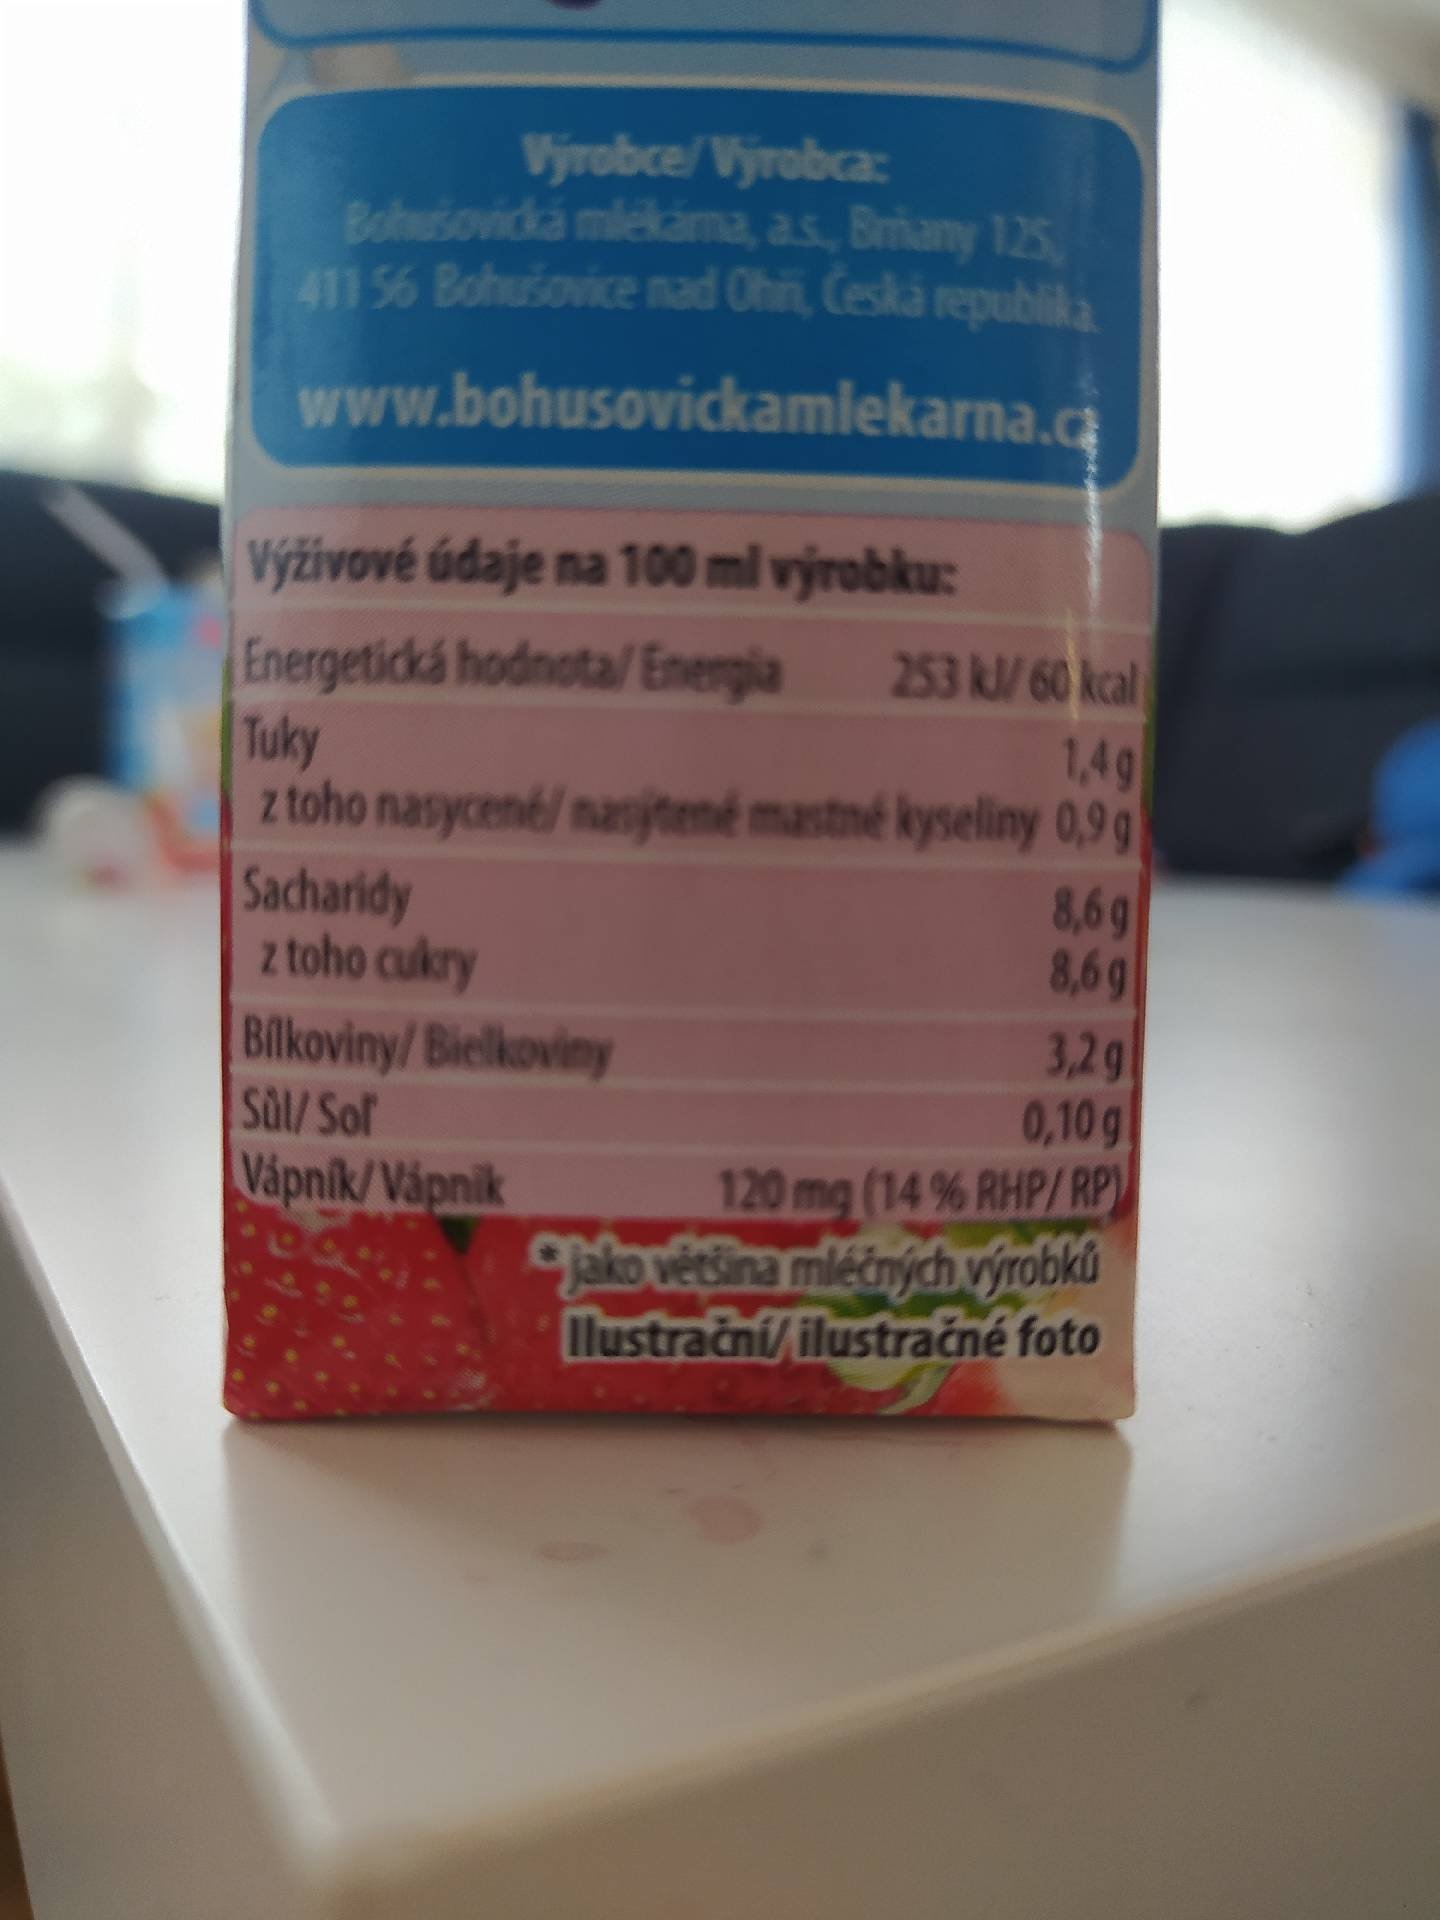 Výrobce/ Výrobca:
Bohušovická mlékárna, a.s., Brňany 125,
411 56 Bohušovice nad Ohří, Česká republika.
www.bohusovickamlekarna.cz
Výživové údaje na 100 ml výrobku:
Energetická hodnota/ Energia 253 kJ/ 60 kcal
Tuky 1,4 g
z toho nasycené/ nasýtené mastné kyseliny 0,9 g
Sacharidy 8,6 g
z toho cukry 8,6 g
Bílkoviny/ Bielkoviny 3,2 g
Sůl/ Soľ 0,10 g
Vápník/ Vápnik 120 mg (14 % RHP/ RP)
* jako většina mléčných výrobků
Ilustrační/ ilustračné foto